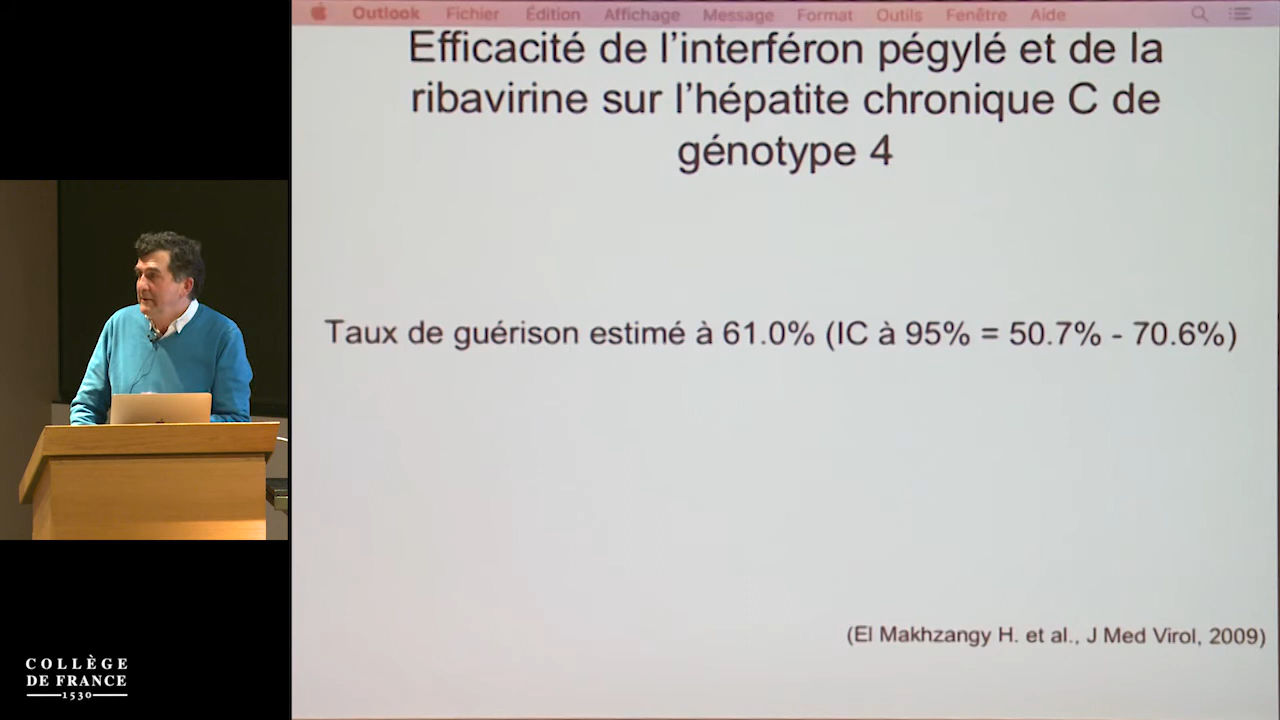 Outlook Fichier Édition Affichage Message Format Outils Fenêtre Aide
Efficacité de l’interféron pégylé et de la
ribavirine sur l’hépatite chronique C de
génotype 4
Taux de guérison estimé à 61.0% (IC à 95% = 50.7% - 70.6%)
(El Makhzangy H. et al., J Med Virol, 2009)
COLLÈGE
DE FRANCE
1530